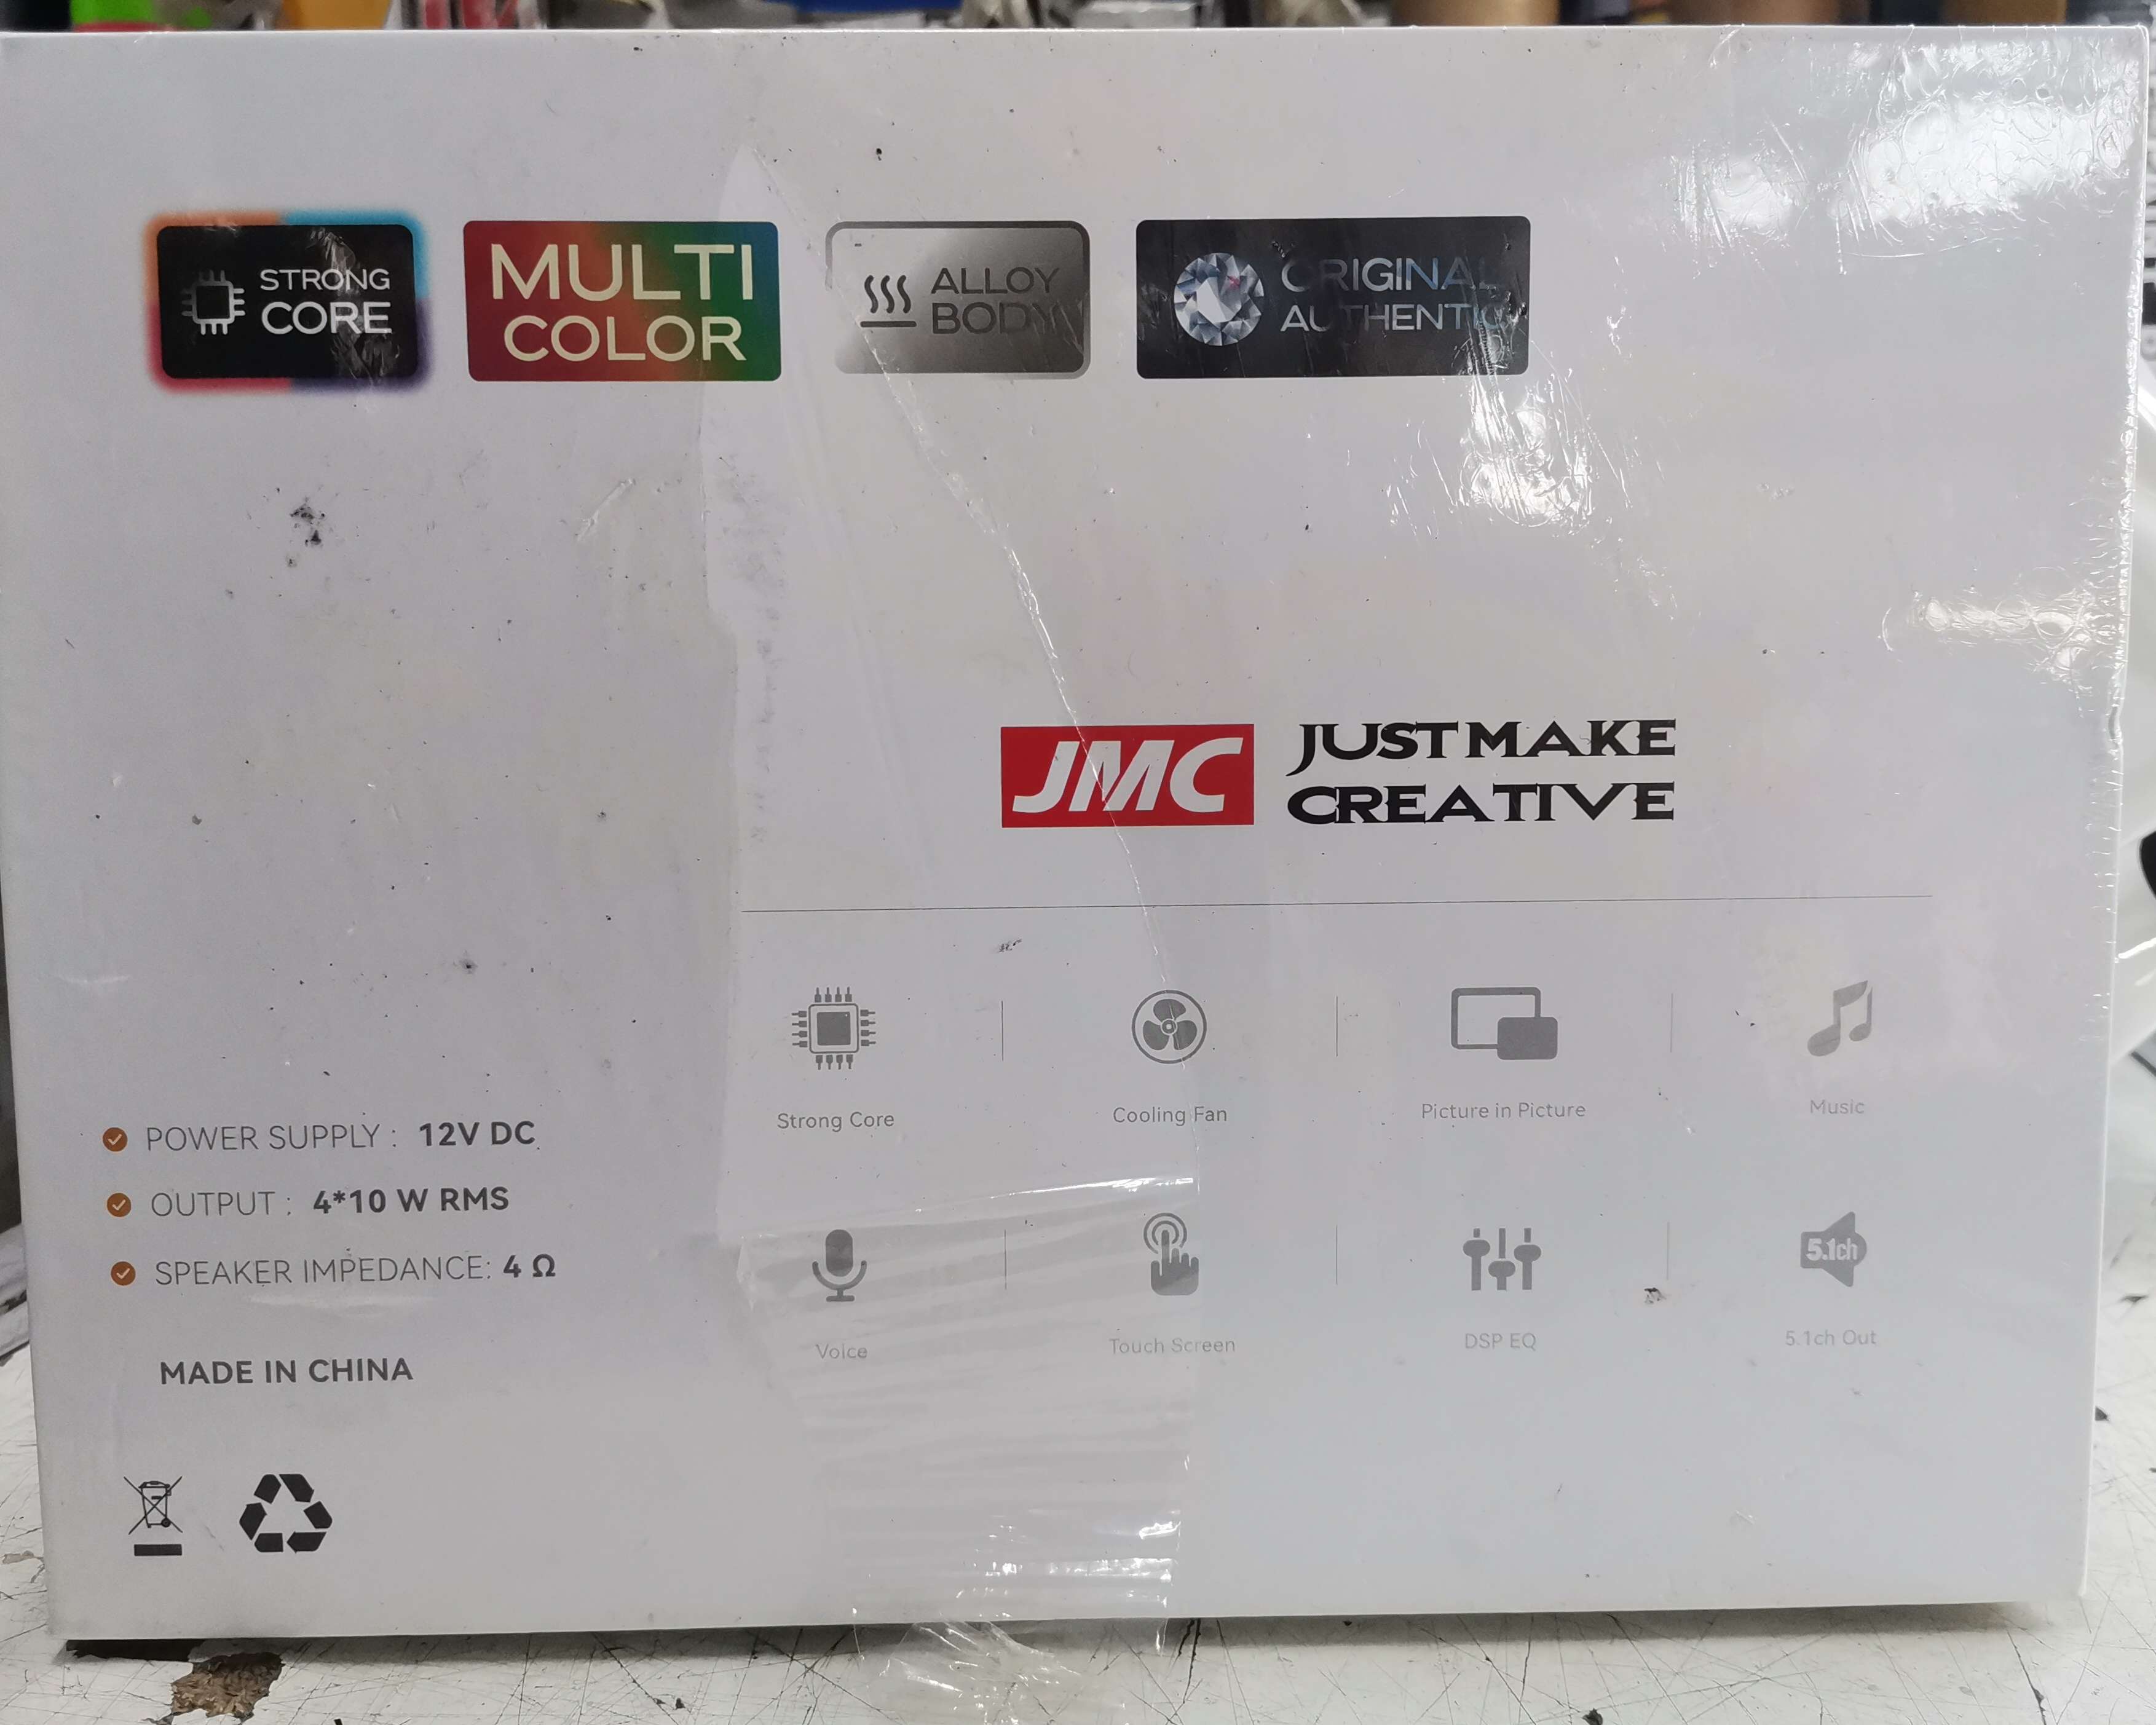 STRONG
CORE
MULTI
COLOR
ALLOY
BODY
ORIGINAL
AUTHENTIC
JMC
JUST MAKE
CREATIVE
Strong Core
Cooling Fan
Picture in Picture
Music
POWER SUPPLY : 12V DC
OUTPUT : 4*10 W RMS
SPEAKER IMPEDANCE: 4 Ω
5.1ch
Voice
Touch Screen
DSP EQ
5.1ch Out
MADE IN CHINA